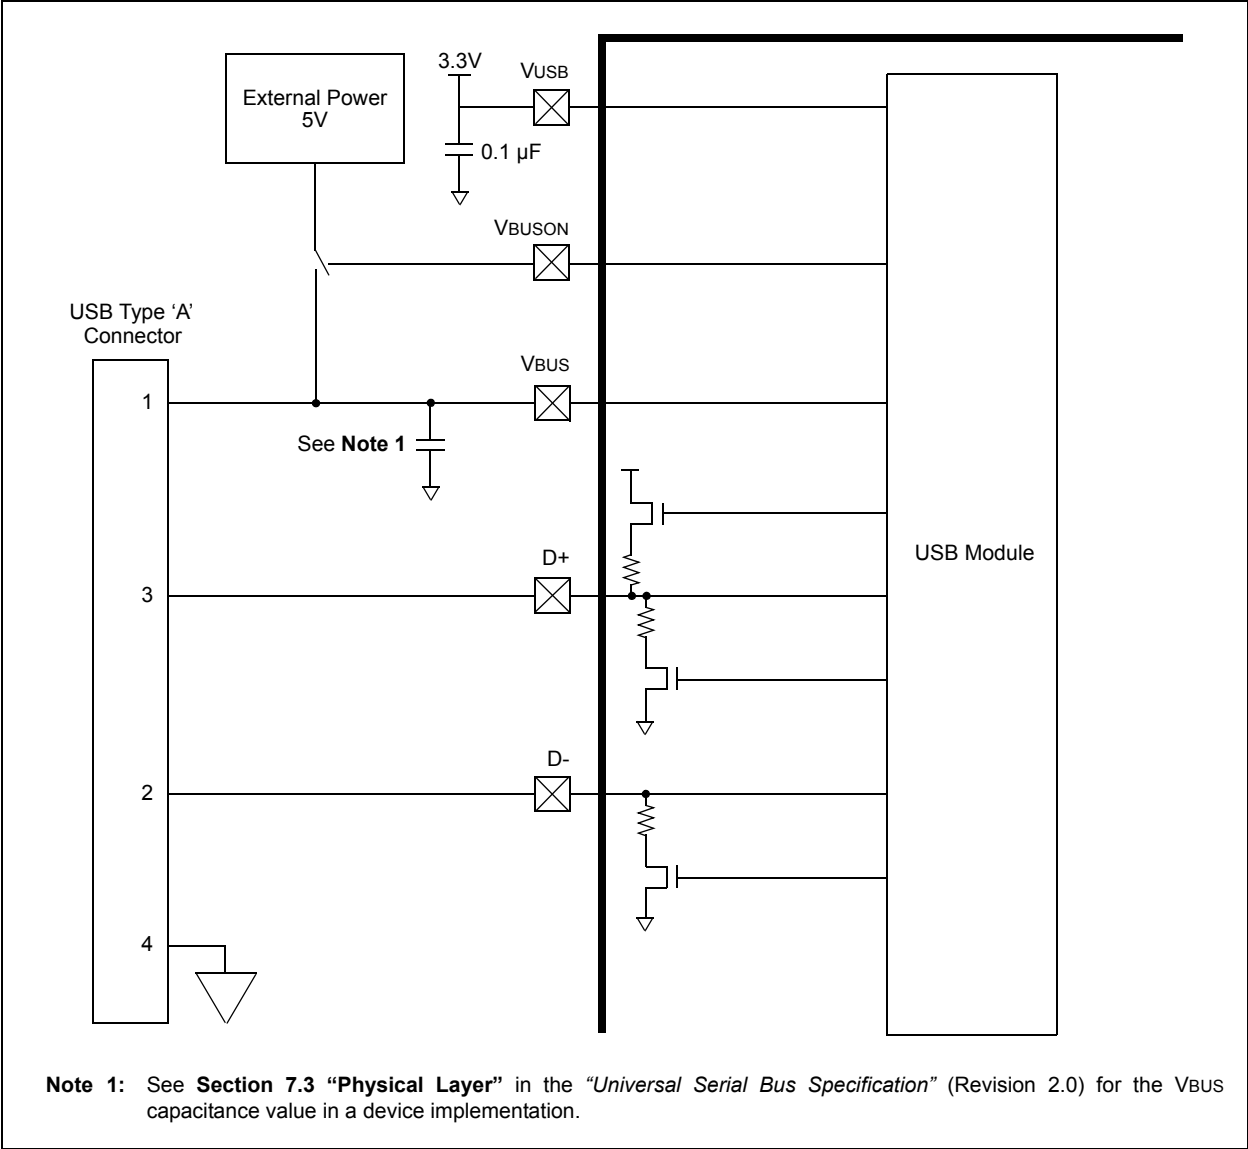 3.3V
VUSB
External Power
5V
0.1 µF
VBUSON
USB Type ‘A’
Connector
VBUS
1
See Note 1
USB Module
D+
3
D-
2
4
Note 1: See Section 7.3 “Physical Layer” in the “Universal Serial Bus Specification” (Revision 2.0) for the VBUS
capacitance value in a device implementation.